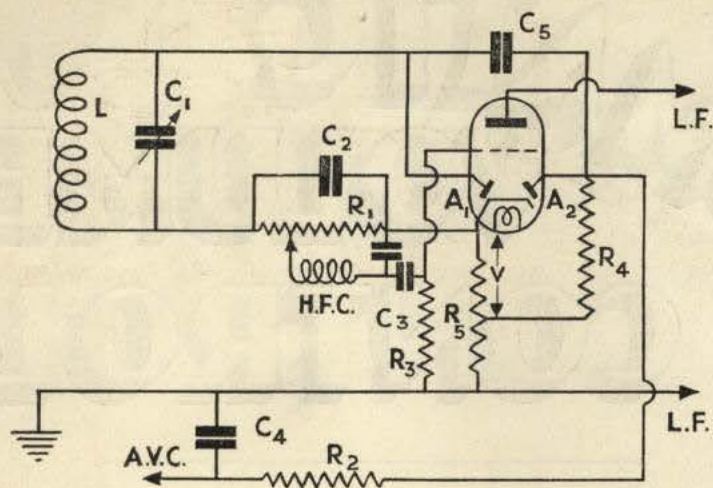 C5
L
C1
L.F.
C2
R1
A1
A2
H.F.C.
V
R4
C3
R5
R3
C4
L.F.
A.V.C.
R2